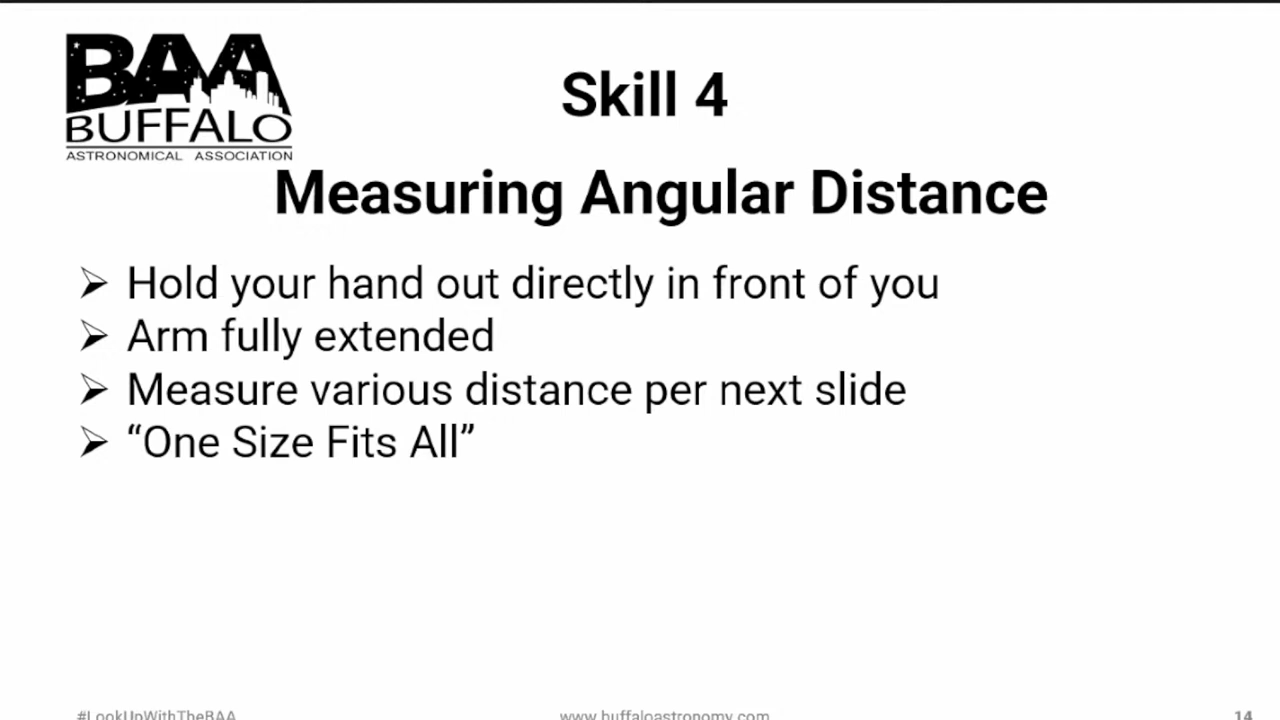 BAA
BUFFALO
ASTRONOMICAL ASSOCIATION
Skill 4
Measuring Angular Distance
➢ Hold your hand out directly in front of you
➢ Arm fully extended
➢ Measure various distance per next slide
➢ “One Size Fits All”
#LookUpWithTheBAA
www.buffaloastronomy.com
14